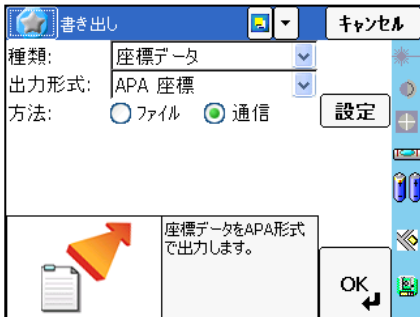 書き出し
キャンセル
種類: 座標データ
出力形式: APA 座標
方法: ファイル 通信 設定
座標データをAPA形式
で出力します。
OK